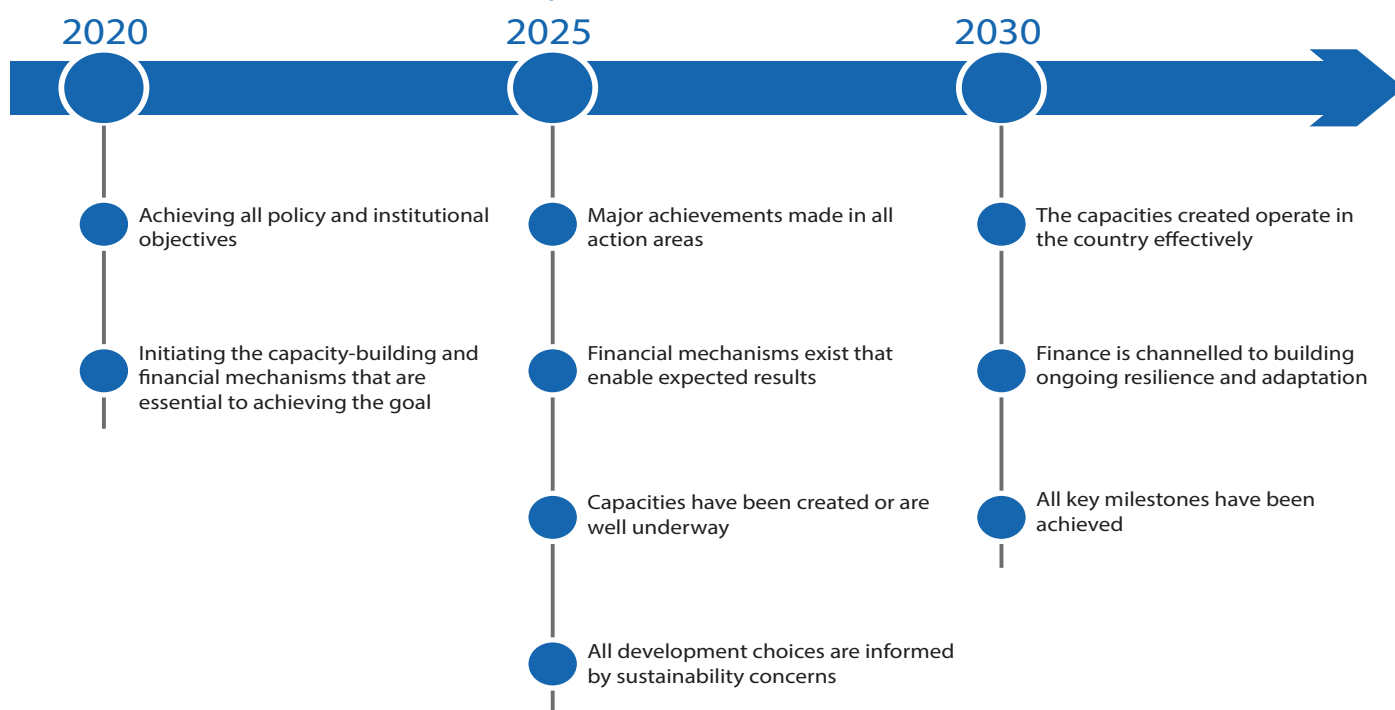 2020
2025
2030
Achieving all policy and institutional
objectives
Initiating the capacity-building and
financial mechanisms that are
essential to achieving the goal
Major achievements made in all
action areas
Financial mechanisms exist that
enable expected results
Capacities have been created or are
well underway
All development choices are informed
by sustainability concerns
The capacities created operate in
the country effectively
Finance is channelled to building
ongoing resilience and adaptation
All key milestones have been
achieved